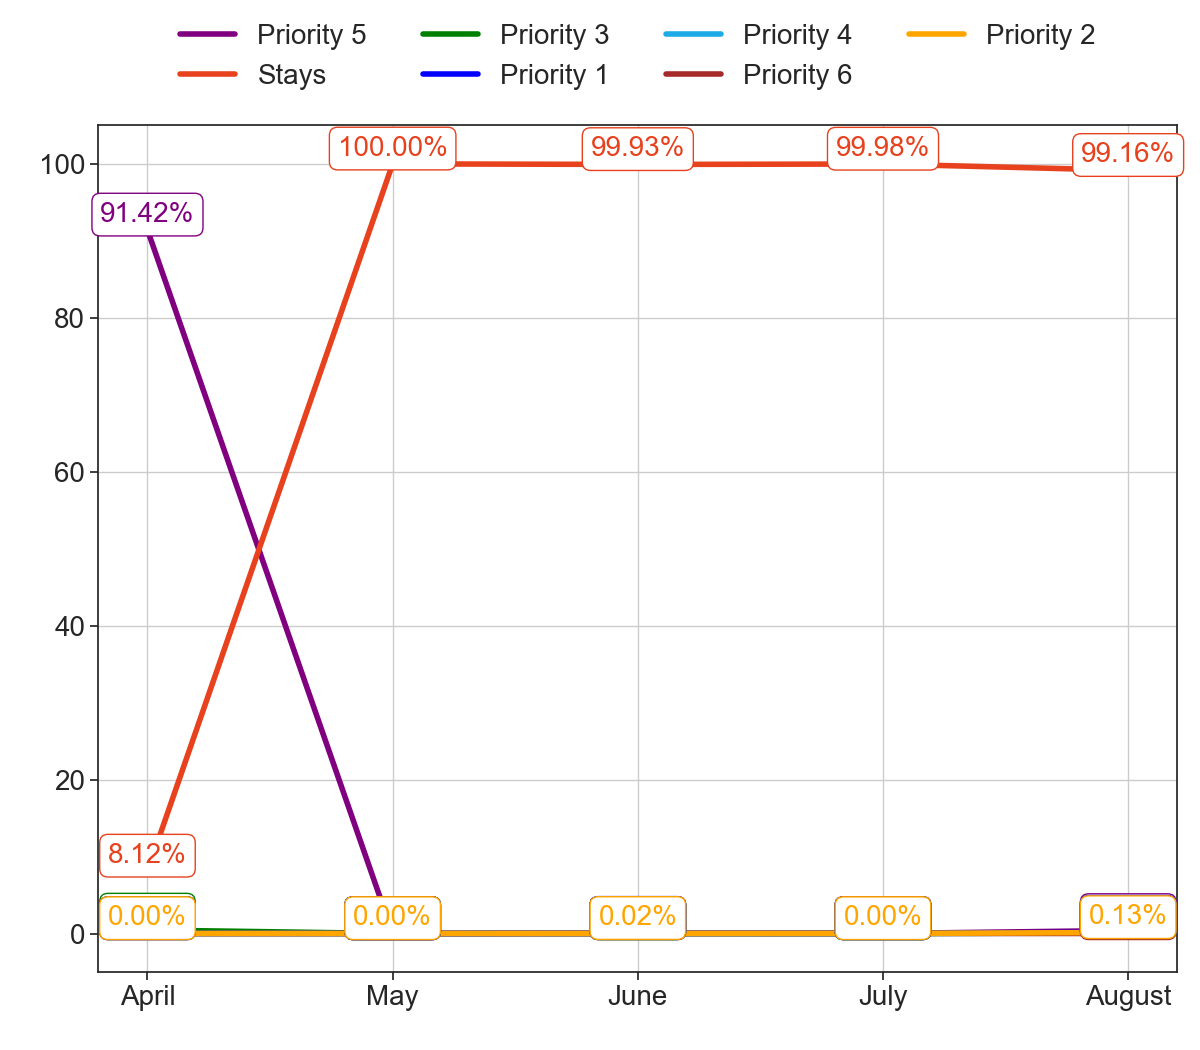 Priority 5 Priority 3 Priority 4 Priority 2
Stays Priority 1 Priority 6
100.00% 99.93% 99.98% 99.16%
100
91.42%
80
60
40
20
8.12%
0.00% 0.00% 0.02% 0.00% 0.13%
0
April May June July August